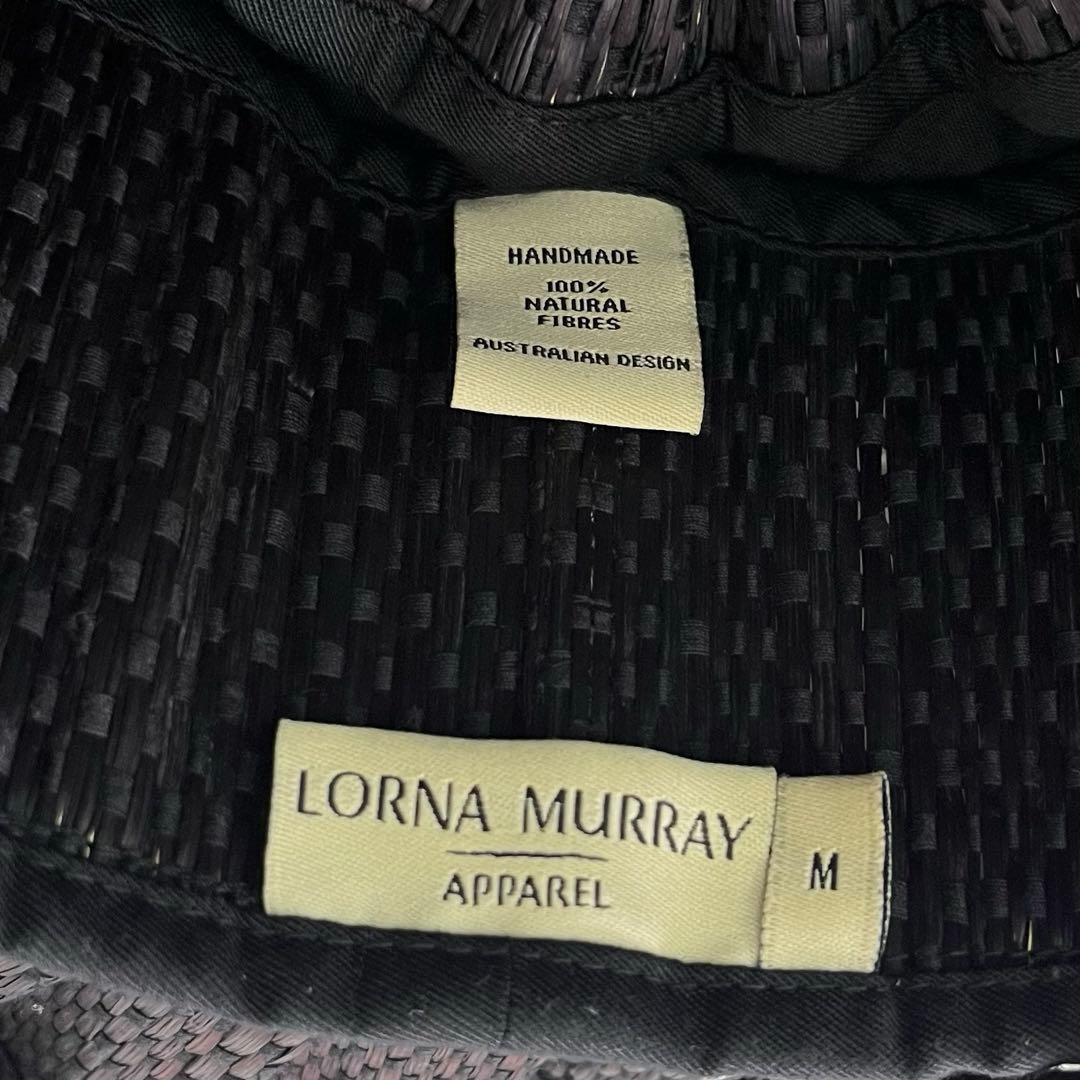 HANDMADE
100%
NATURAL
FIBRES
AUSTRALIAN DESIGN
LORNA MURRAY
APPAREL
M